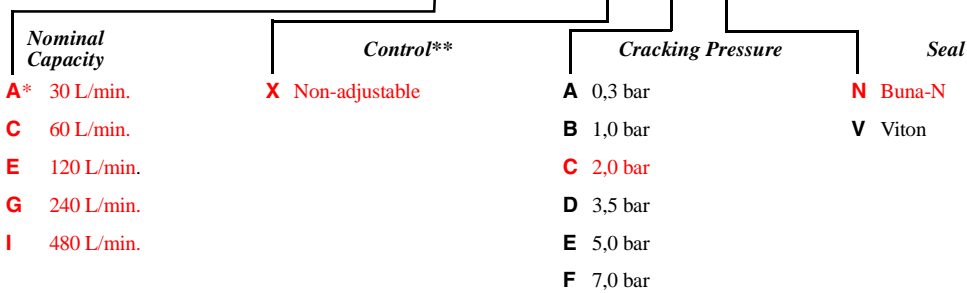 Nominal
Capacity
A* 30 L/min.
C 60 L/min.
E 120 L/min.
G 240 L/min.
I 480 L/min.
Control**
X Non-adjustable
Cracking Pressure
A 0,3 bar
B 1,0 bar
C 2,0 bar
D 3,5 bar
E 5,0 bar
F 7,0 bar
Seal
N Buna-N
V Viton